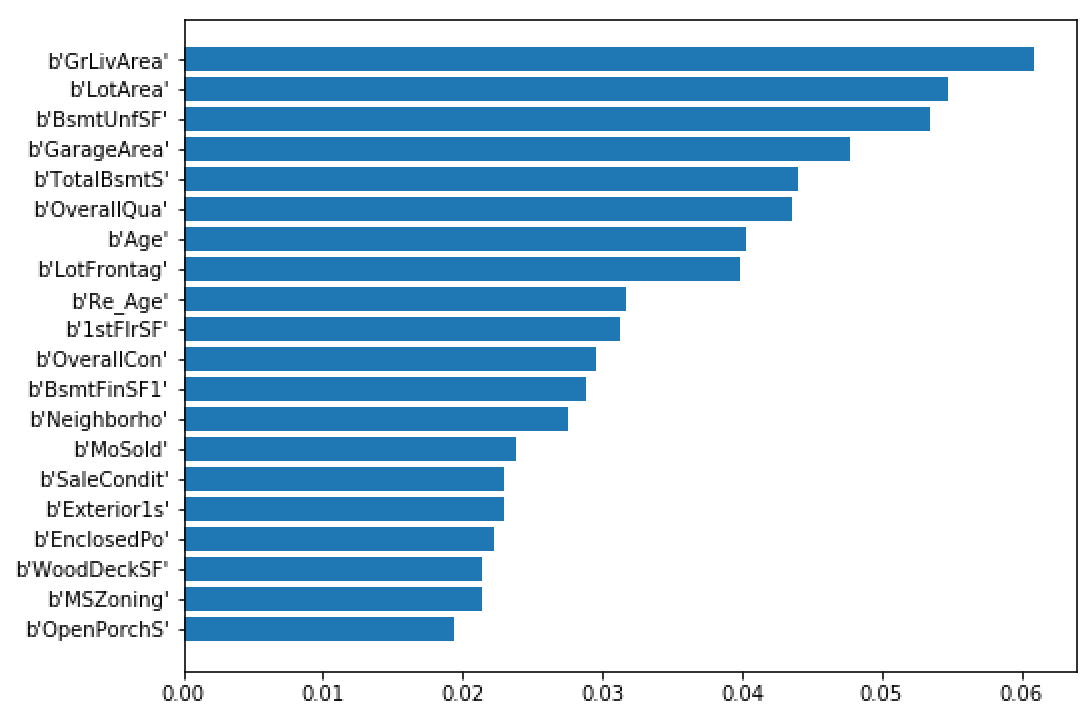 b'GrLivArea'
b'LotArea'
b'BsmtUnfSF'
b'GarageArea'
b'TotalBsmtS'
b'OverallQua'
b'Age'
b'LotFrontag'
b'Re_Age'
b'1stFlrSF'
b'OverallCon'
b'BsmtFinSF1'
b'Neighborho'
b'MoSold'
b'SaleCondit'
b'Exterior1s'
b'EnclosedPo'
b'WoodDeckSF'
b'MSZoning'
b'OpenPorchS'
0.00 0.01 0.02 0.03 0.04 0.05 0.06